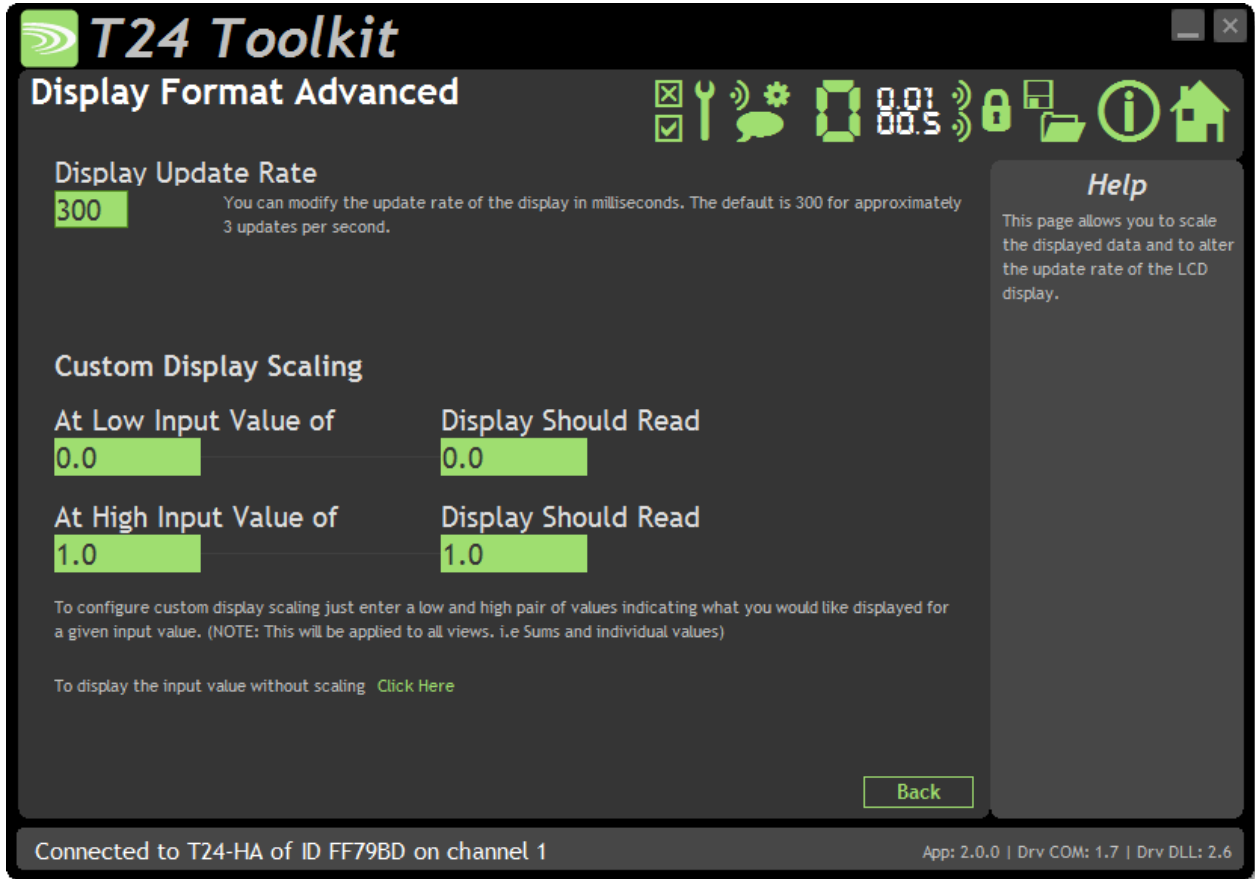 T24 Toolkit
Display Format Advanced
0.01
00.5
Display Update Rate
300
You can modify the update rate of the display in milliseconds. The default is 300 for approximately
3 updates per second.
Custom Display Scaling
At Low Input Value of
Display Should Read
0.0
0.0
At High Input Value of
Display Should Read
1.0
1.0
To configure custom display scaling just enter a low and high pair of values indicating what you would like displayed for
a given input value. (NOTE: This will be applied to all views. i.e Sums and individual values)
To display the input value without scaling Click Here
Back
Help
This page allows you to scale
the displayed data and to alter
the update rate of the LCD
display.
Connected to T24-HA of ID FF79BD on channel 1
App: 2.0.0 | Drv COM: 1.7 | Drv DLL: 2.6